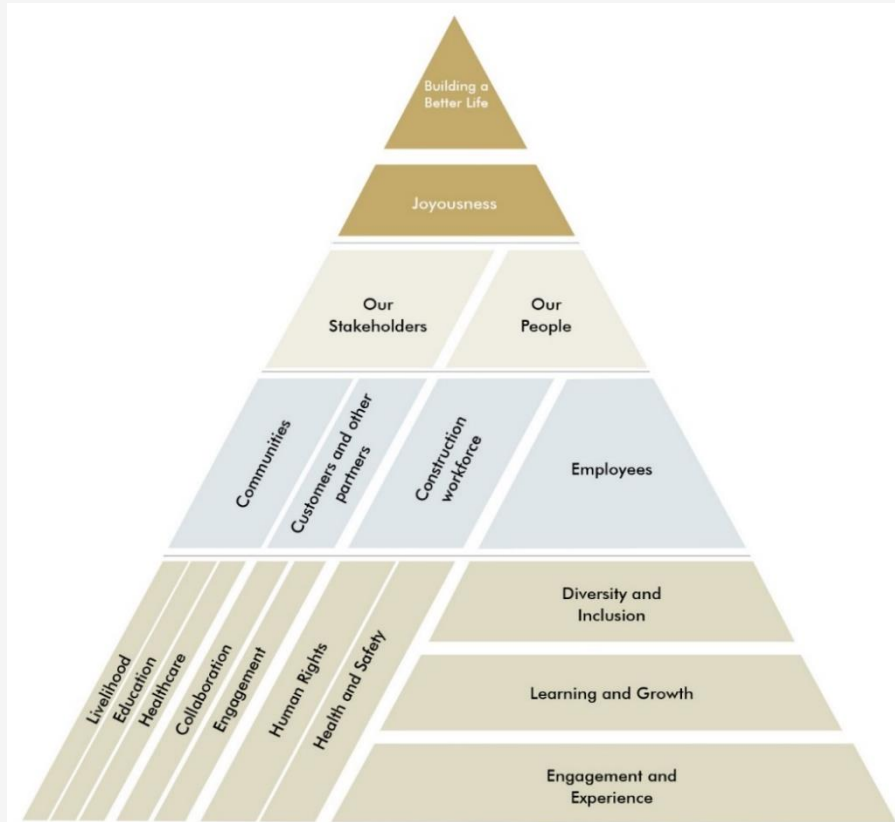 Building a
Better Life
Joyousness
Our
Stakeholders
Our
People
Communities
Customers and other
partners
Construction
workforce
Employees
Livelihood
Education
Healthcare
Collaboration
Engagement
Human Rights
Health and Safety
Diversity and
Inclusion
Learning and Growth
Engagement and
Experience